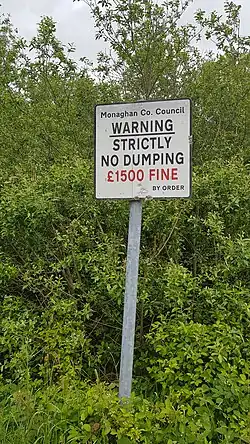 Monaghan Co. Council
WARNING
STRICTLY
NO DUMPING
£1500 FINE
BY ORDER